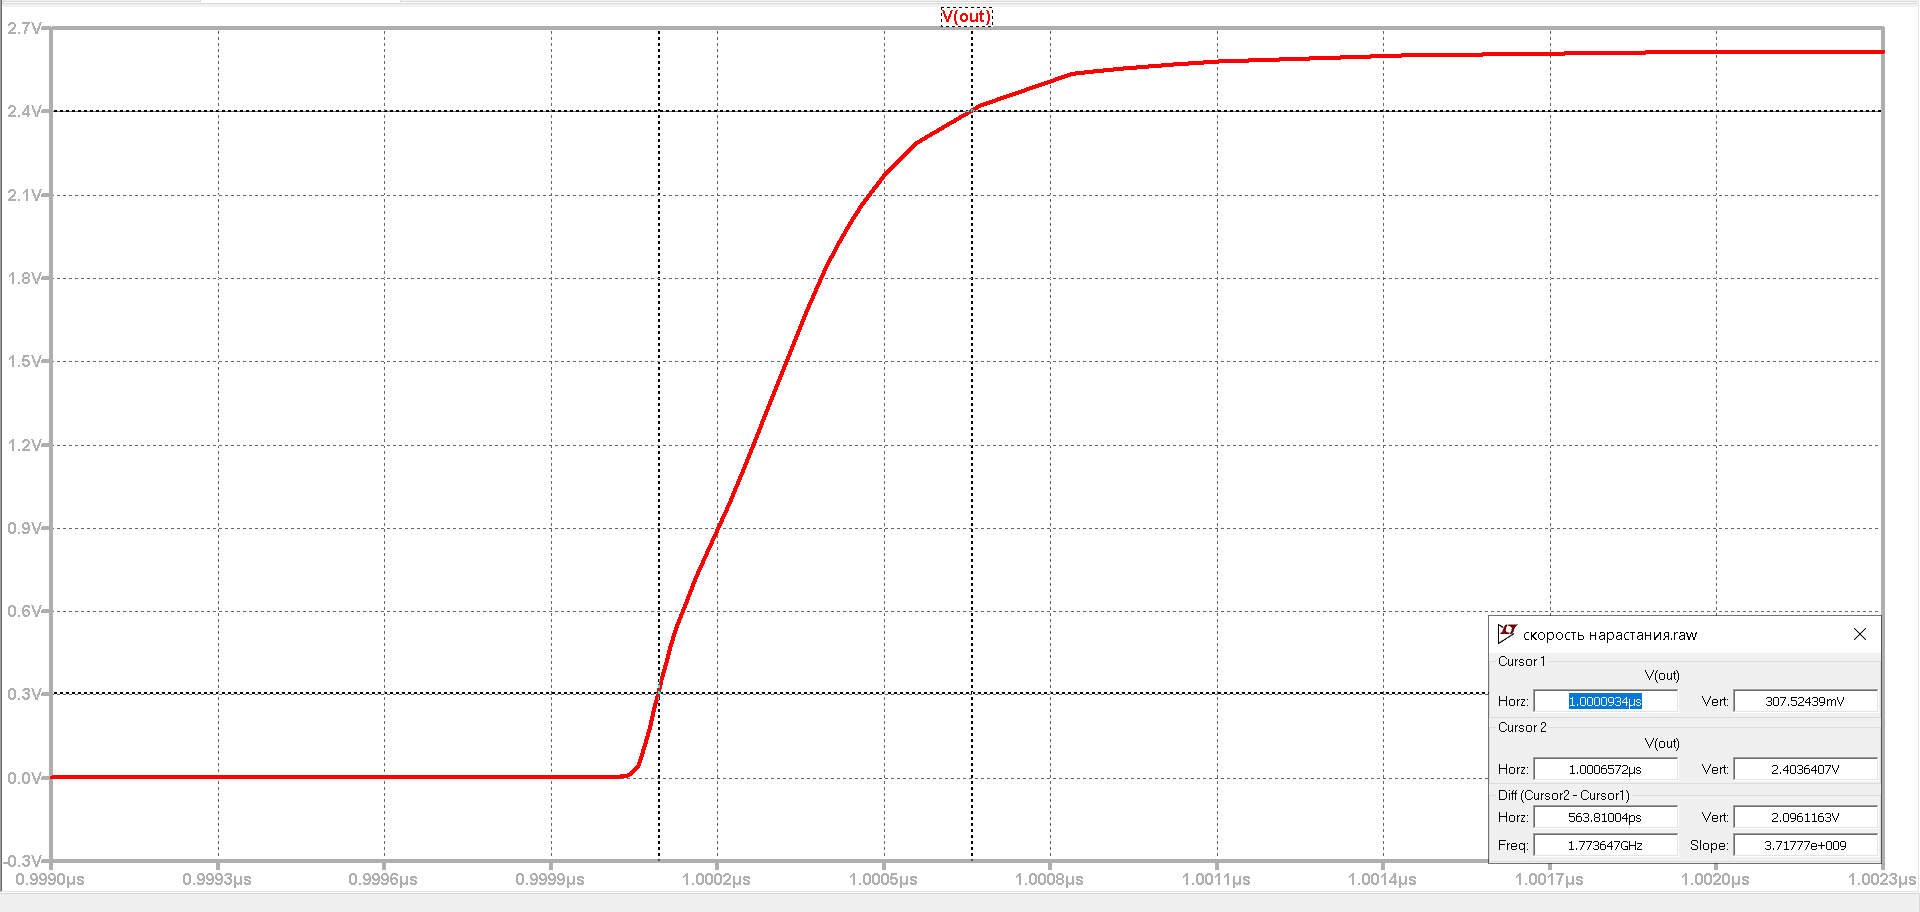 V(out)
2.7V
2.4V
2.1V
1.8V
1.5V
1.2V
0.9V
0.6V
0.3V
0.0V
-0.3V
0.9990µs 0.9993µs 0.9996µs 0.9999µs 1.0002µs 1.0005µs 1.0008µs 1.0011µs 1.0014µs 1.0017µs 1.0020µs 1.0023µs
скорость нарастания.raw
Cursor 1
V(out)
Horz: 1.0000934µs Vert: 307.52439mV
Cursor 2
V(out)
Horz: 1.0006572µs Vert: 2.4036407V
Diff (Cursor2 - Cursor1)
Horz: 563.81004ps Vert: 2.0961163V
Freq: 1.773647GHz Slope: 3.71777e+009